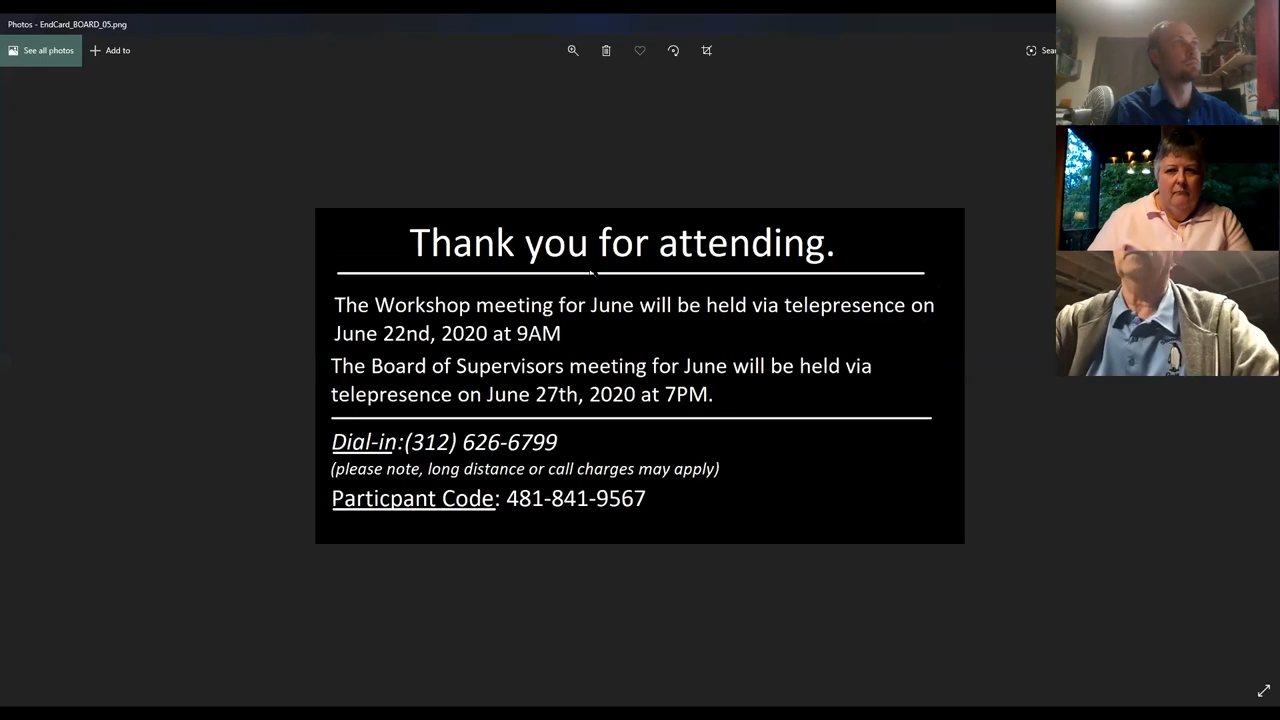 Photos - EndCard_BOARD_05.png
See all photos
Add to
Thank you for attending.
The Workshop meeting for June will be held via telepresence on
June 22nd, 2020 at 9AM
The Board of Supervisors meeting for June will be held via
telepresence on June 27th, 2020 at 7PM.
Dial-in:(312) 626-6799
(please note, long distance or call charges may apply)
Particpant Code: 481-841-9567